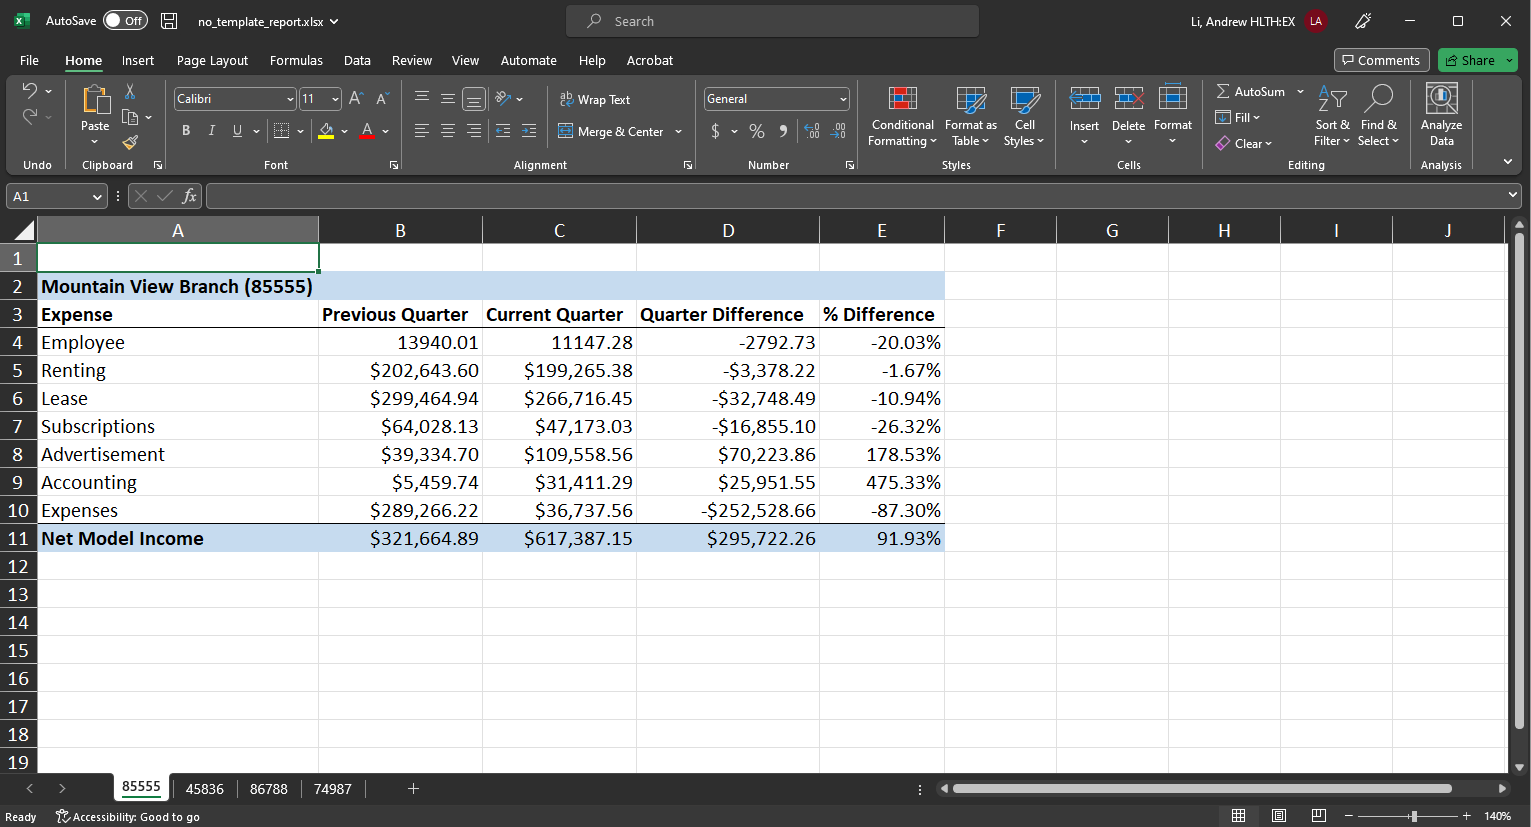 AutoSave Off no_template_report.xlsx Search Li, Andrew HLTH:EX LA
File Home Insert Page Layout Formulas Data Review View Automate Help Acrobat Comments Share
Calibri 11 A A Wrap Text General AutoSum
Paste B I U A Merge & Center $ % Conditional Formatting Format as Table Cell Styles Insert Delete Format Fill Clear Sort & Filter Find & Select Analyze Data
Undo Clipboard Font Alignment Number Styles Cells Editing Analysis
A1 fx
A B C D E F G H I J
1
2 Mountain View Branch (85555)
3 Expense Previous Quarter Current Quarter Quarter Difference % Difference
4 Employee 13940.01 11147.28 -2792.73 -20.03%
5 Renting $202,643.60 $199,265.38 -$3,378.22 -1.67%
6 Lease $299,464.94 $266,716.45 -$32,748.49 -10.94%
7 Subscriptions $64,028.13 $47,173.03 -$16,855.10 -26.32%
8 Advertisement $39,334.70 $109,558.56 $70,223.86 178.53%
9 Accounting $5,459.74 $31,411.29 $25,951.55 475.33%
10 Expenses $289,266.22 $36,737.56 -$252,528.66 -87.30%
11 Net Model Income $321,664.89 $617,387.15 $295,722.26 91.93%
12
13
14
15
16
17
18
19
85555 45836 86788 74987
Ready Accessibility: Good to go 140%